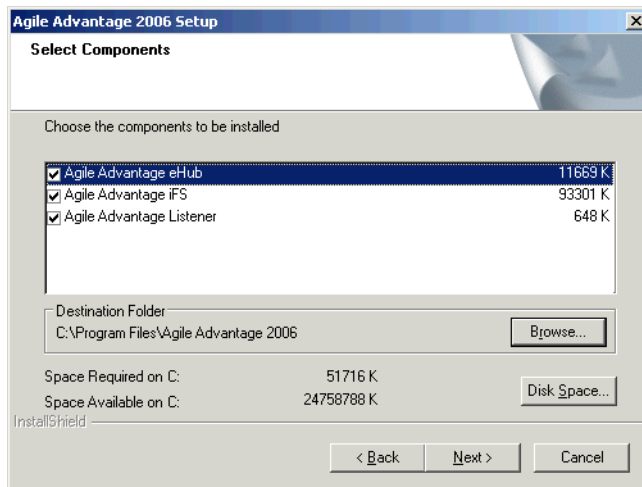 Agile Advantage 2006 Setup
Select Components
Choose the components to be installed
Agile Advantage eHub 11669 K
Agile Advantage iFS 93301 K
Agile Advantage Listener 648 K
Destination Folder
C:\Program Files\Agile Advantage 2006
Browse...
Space Required on C: 51716 K
Space Available on C: 24758788 K
Disk Space...
InstallShield
< Back Next > Cancel